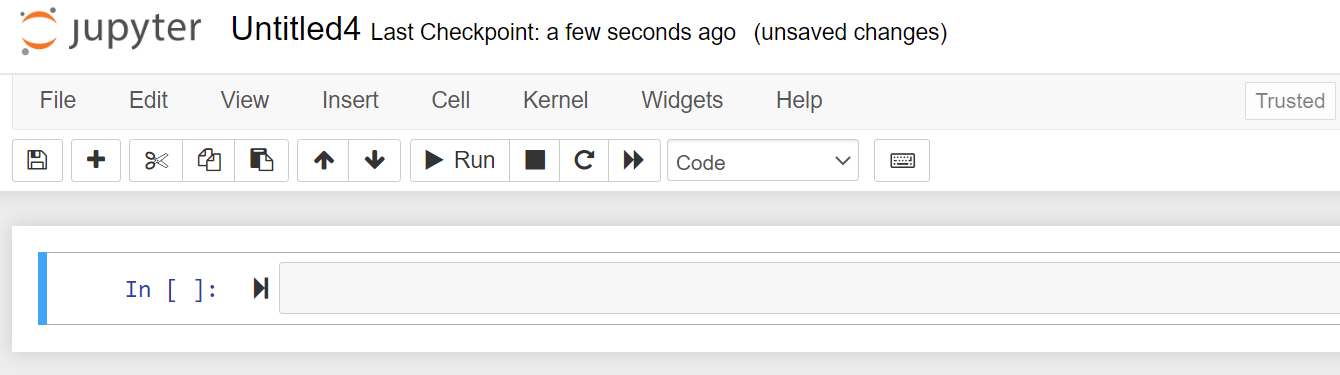 jupyter Untitled4 Last Checkpoint: a few seconds ago (unsaved changes)
File Edit View Insert Cell Kernel Widgets Help Trusted
Run Code
In [ ]: